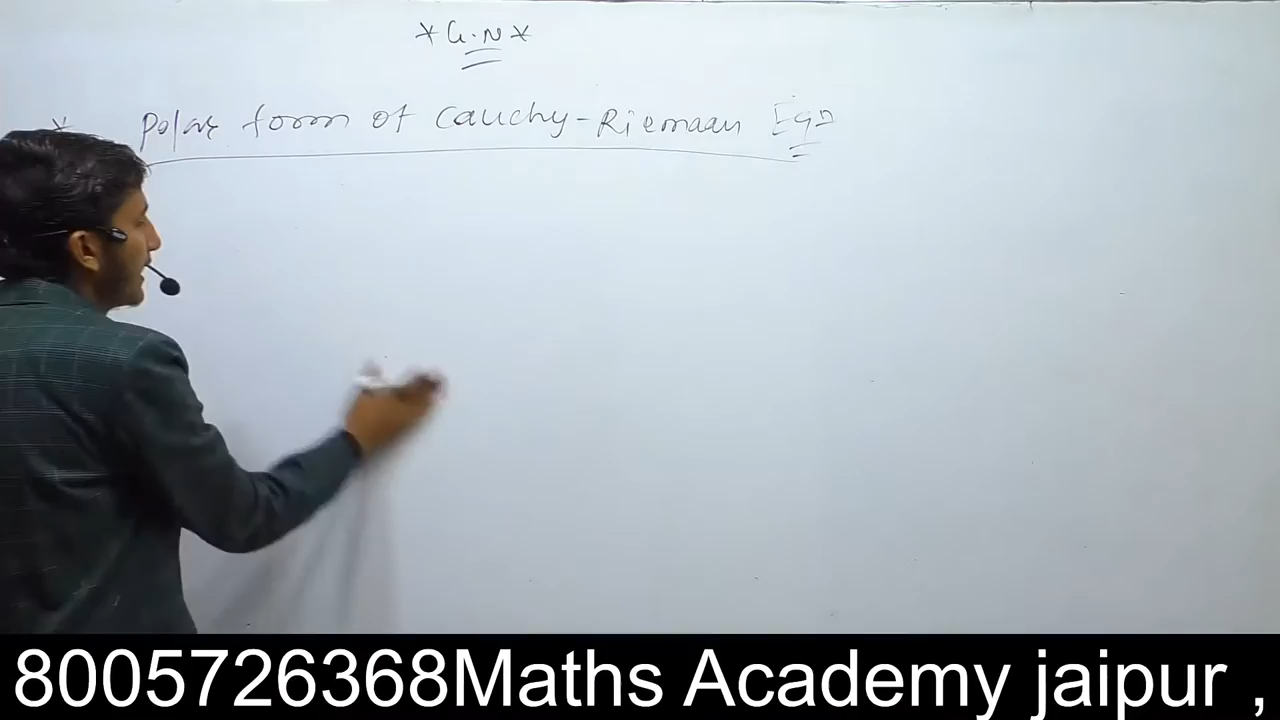 * G.N *
* Polar form of Cauchy-Riemaan Eqn
8005726368Maths Academy jaipur ,